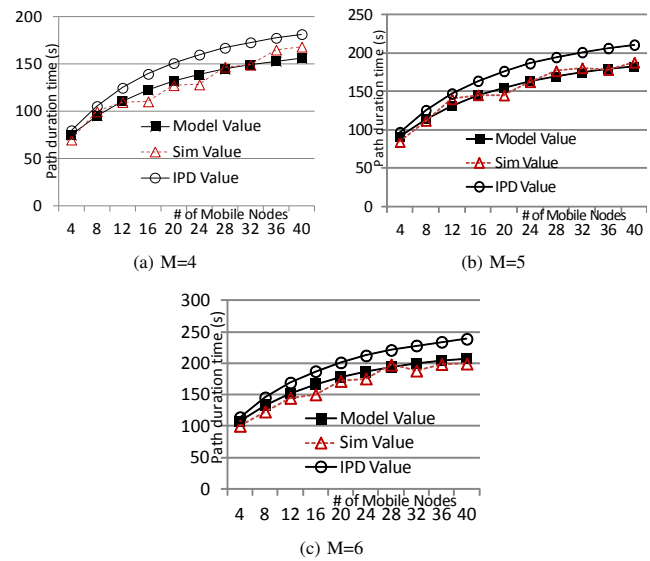 200
150
100
50
0
Path duration time (s)
Model Value
Sim Value
IPD Value
# of Mobile Nodes
4 8 12 16 20 24 28 32 36 40
(a) M=4
250
200
150
100
50
0
Path duration time (s)
Model Value
Sim Value
IPD Value
# of Mobile Nodes
4 8 12 16 20 24 28 32 36 40
(b) M=5
300
250
200
150
100
50
0
Path duration time (s)
Model Value
Sim Value
IPD Value
# of Mobile Nodes
4 8 12 16 20 24 28 32 36 40
(c) M=6